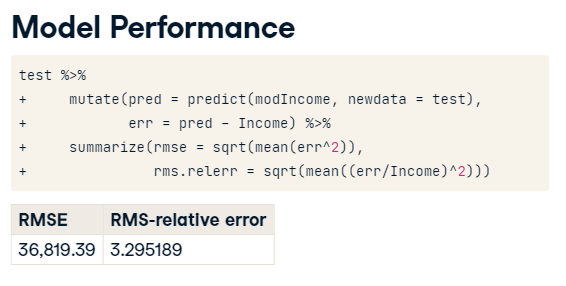 Model Performance
test %>%
+     mutate(pred = predict(modIncome, newdata = test),
+            err = pred - Income) %>%
+     summarize(rmse = sqrt(mean(err^2)),
+               rms.relerr = sqrt(mean((err/Income)^2)))
RMSE RMS-relative error
36,819.39 3.295189